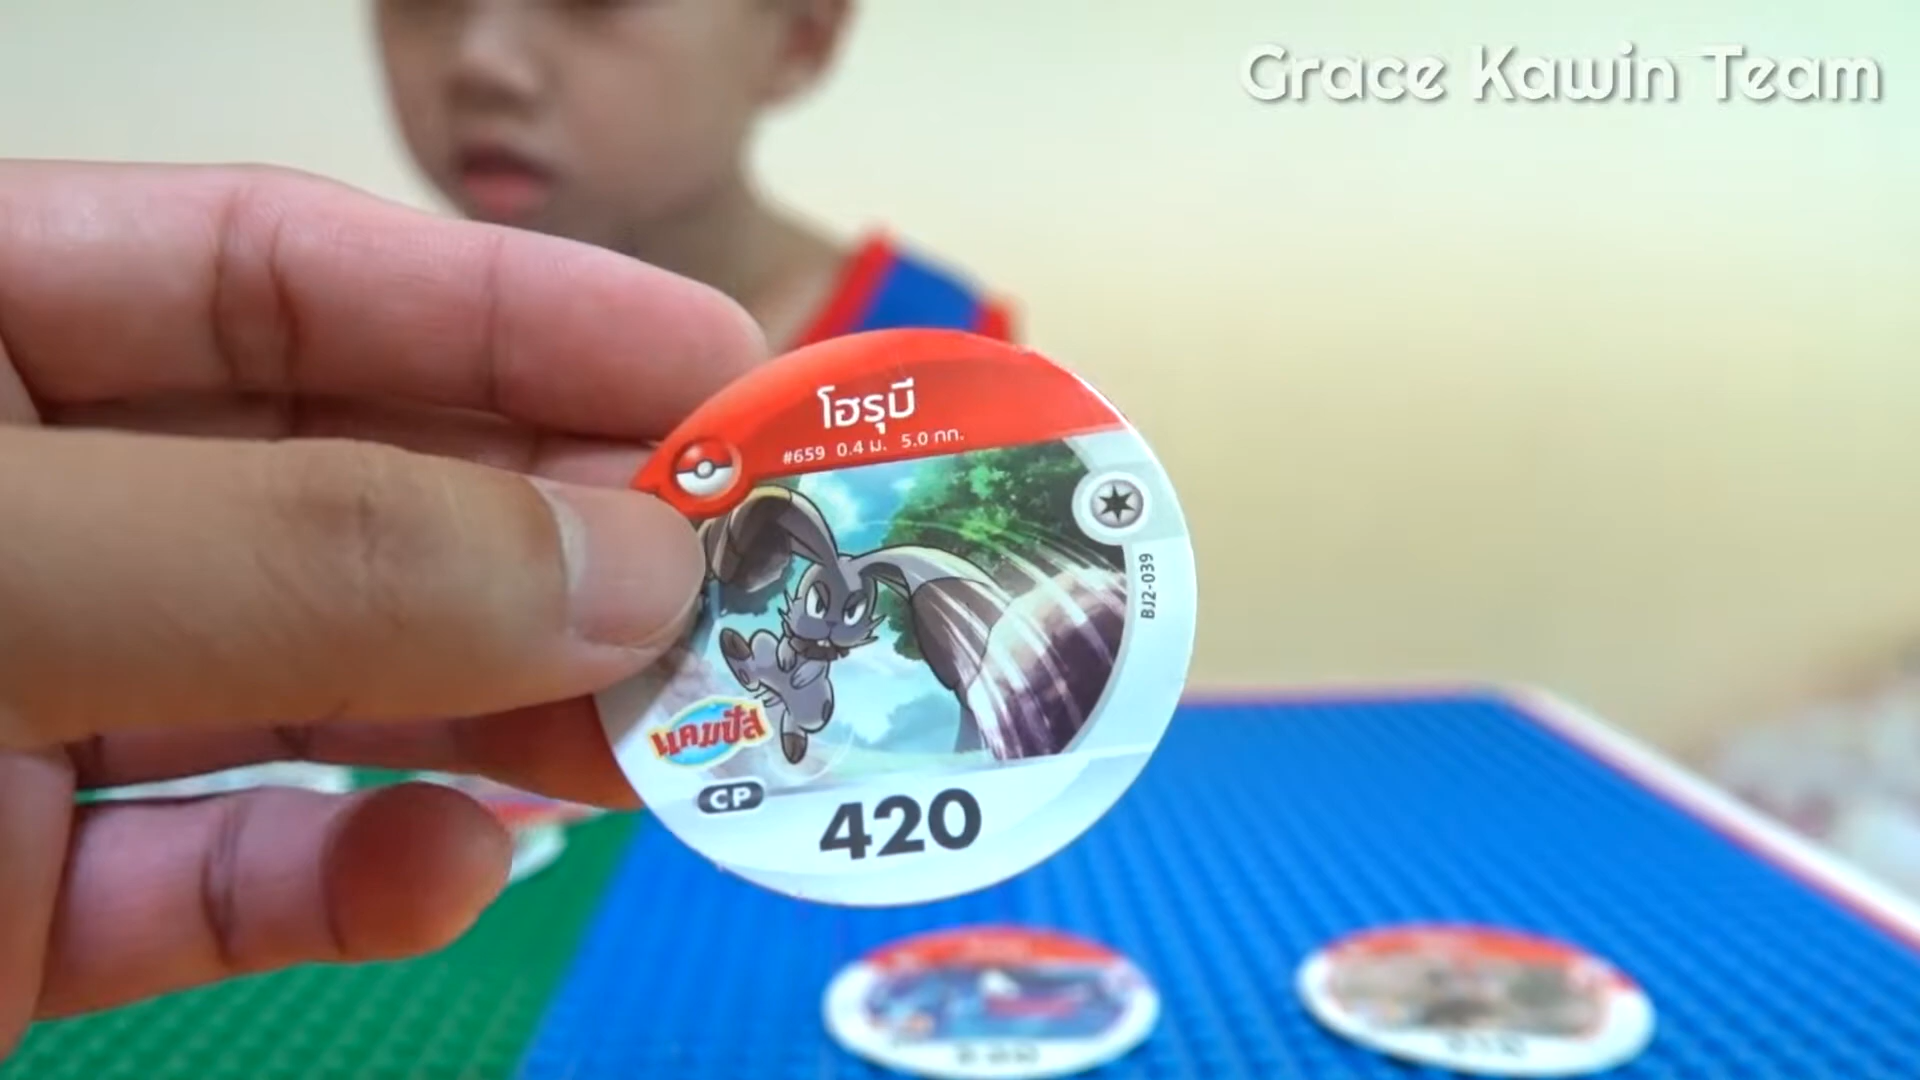 Grace Kawin Team
โฮรุบี
#659 0.4 ม. 5.0 กก.
BJ2-039
แคมปัส
CP
420